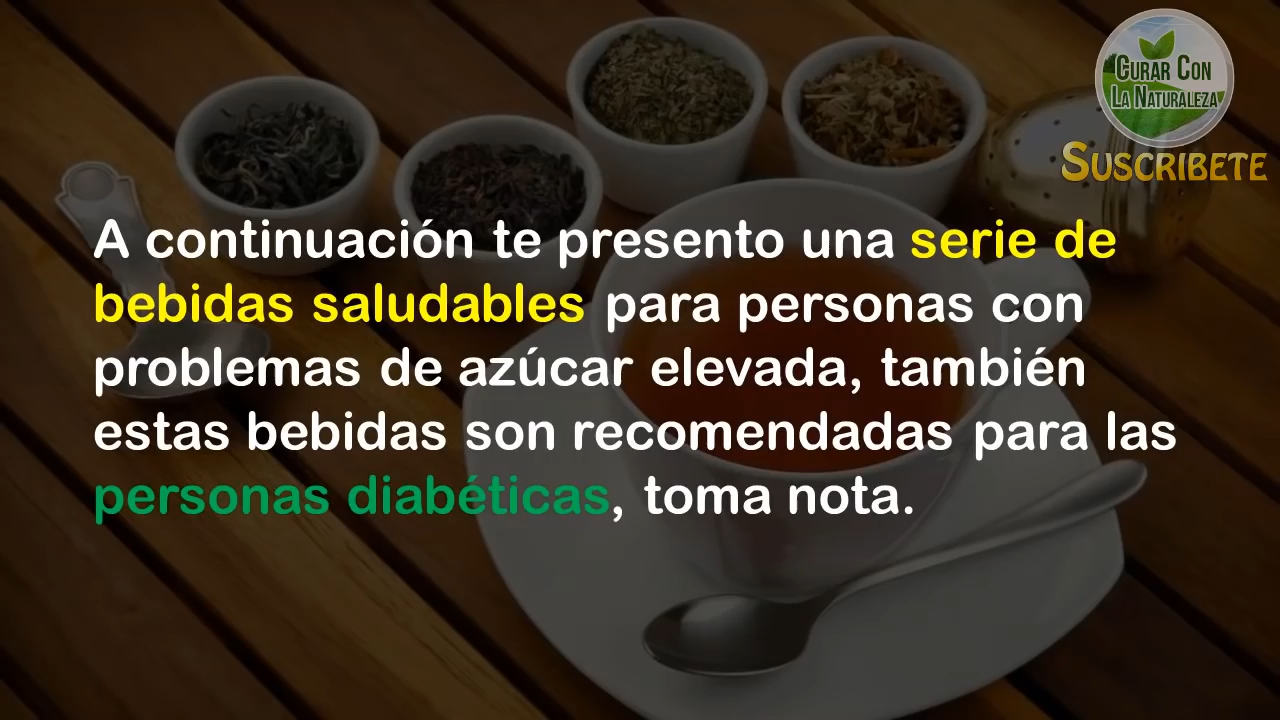 CURAR CON
LA NATURALEZA
SUSCRIBETE
A continuación te presento una serie de
bebidas saludables para personas con
problemas de azúcar elevada, también
estas bebidas son recomendadas para las
personas diabéticas, toma nota.